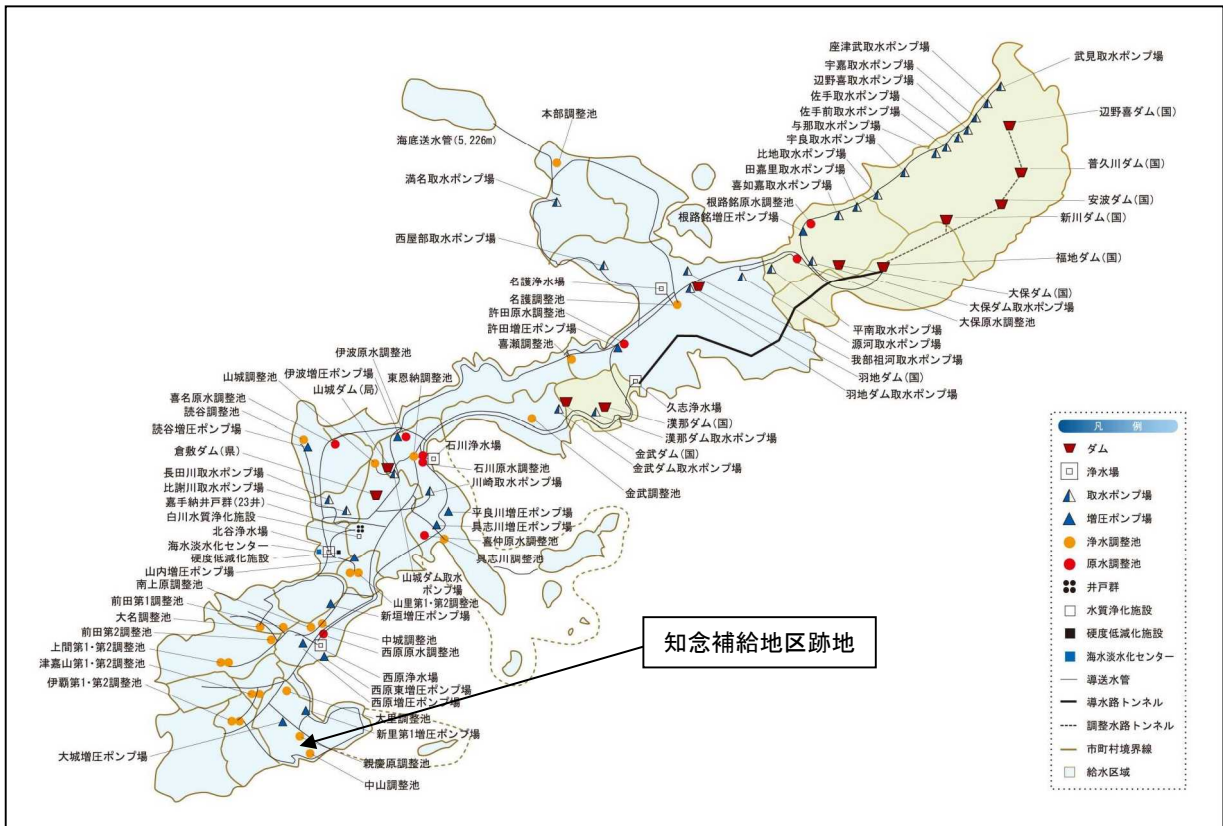 座津武取水ポンプ場
武見取水ポンプ場
宇嘉取水ポンプ場
辺野喜取水ポンプ場
佐手取水ポンプ場
佐手前取水ポンプ場
与那取水ポンプ場
宇良取水ポンプ場
比地取水ポンプ場
田嘉里取水ポンプ場
喜如嘉取水ポンプ場
根路銘原水調整池
根路銘増圧ポンプ場
辺野喜ダム(国)
普久川ダム(国)
安波ダム(国)
新川ダム(国)
福地ダム(国)
大保ダム(国)
大保ダム取水ポンプ場
大保原水調整池
平南取水ポンプ場
源河取水ポンプ場
我部祖河取水ポンプ場
羽地ダム(国)
羽地ダム取水ポンプ場
本部調整池
海底送水管(5,226m)
満名取水ポンプ場
西屋部取水ポンプ場
名護浄水場
名護調整池
許田原水調整池
許田増圧ポンプ場
喜瀬調整池
久志浄水場
漢那ダム(国)
漢那ダム取水ポンプ場
金武ダム(国)
金武ダム取水ポンプ場
金武調整池
伊波原水調整池
伊波増圧ポンプ場
東恩納調整池
山城調整池
山城ダム(局)
喜名原水調整池
読谷調整池
読谷増圧ポンプ場
倉敷ダム(県)
長田川取水ポンプ場
比謝川取水ポンプ場
嘉手納井戸群(23井)
白川水質浄化施設
北谷浄水場
海水淡水化センター
硬度低減化施設
山内増圧ポンプ場
石川浄水場
石川原水調整池
川崎取水ポンプ場
平良川増圧ポンプ場
具志川増圧ポンプ場
喜仲原水調整池
具志川調整池
山城ダム取水
ポンプ場
山里第1・第2調整池
新垣増圧ポンプ場
南上原調整池
前田第1調整池
大名調整池
前田第2調整池
上間第1・第2調整池
津嘉山第1・第2調整池
伊覇第1・第2調整池
中城調整池
西原原水調整池
西原浄水場
西原東増圧ポンプ場
西原増圧ポンプ場
大里調整池
新里第1増圧ポンプ場
大城増圧ポンプ場
親慶原調整池
中山調整池
知念補給地区跡地
凡例
ダム
浄水場
取水ポンプ場
増圧ポンプ場
浄水調整池
原水調整池
井戸群
水質浄化施設
硬度低減化施設
海水淡水化センター
導送水管
導水路トンネル
調整水路トンネル
市町村境界線
給水区域